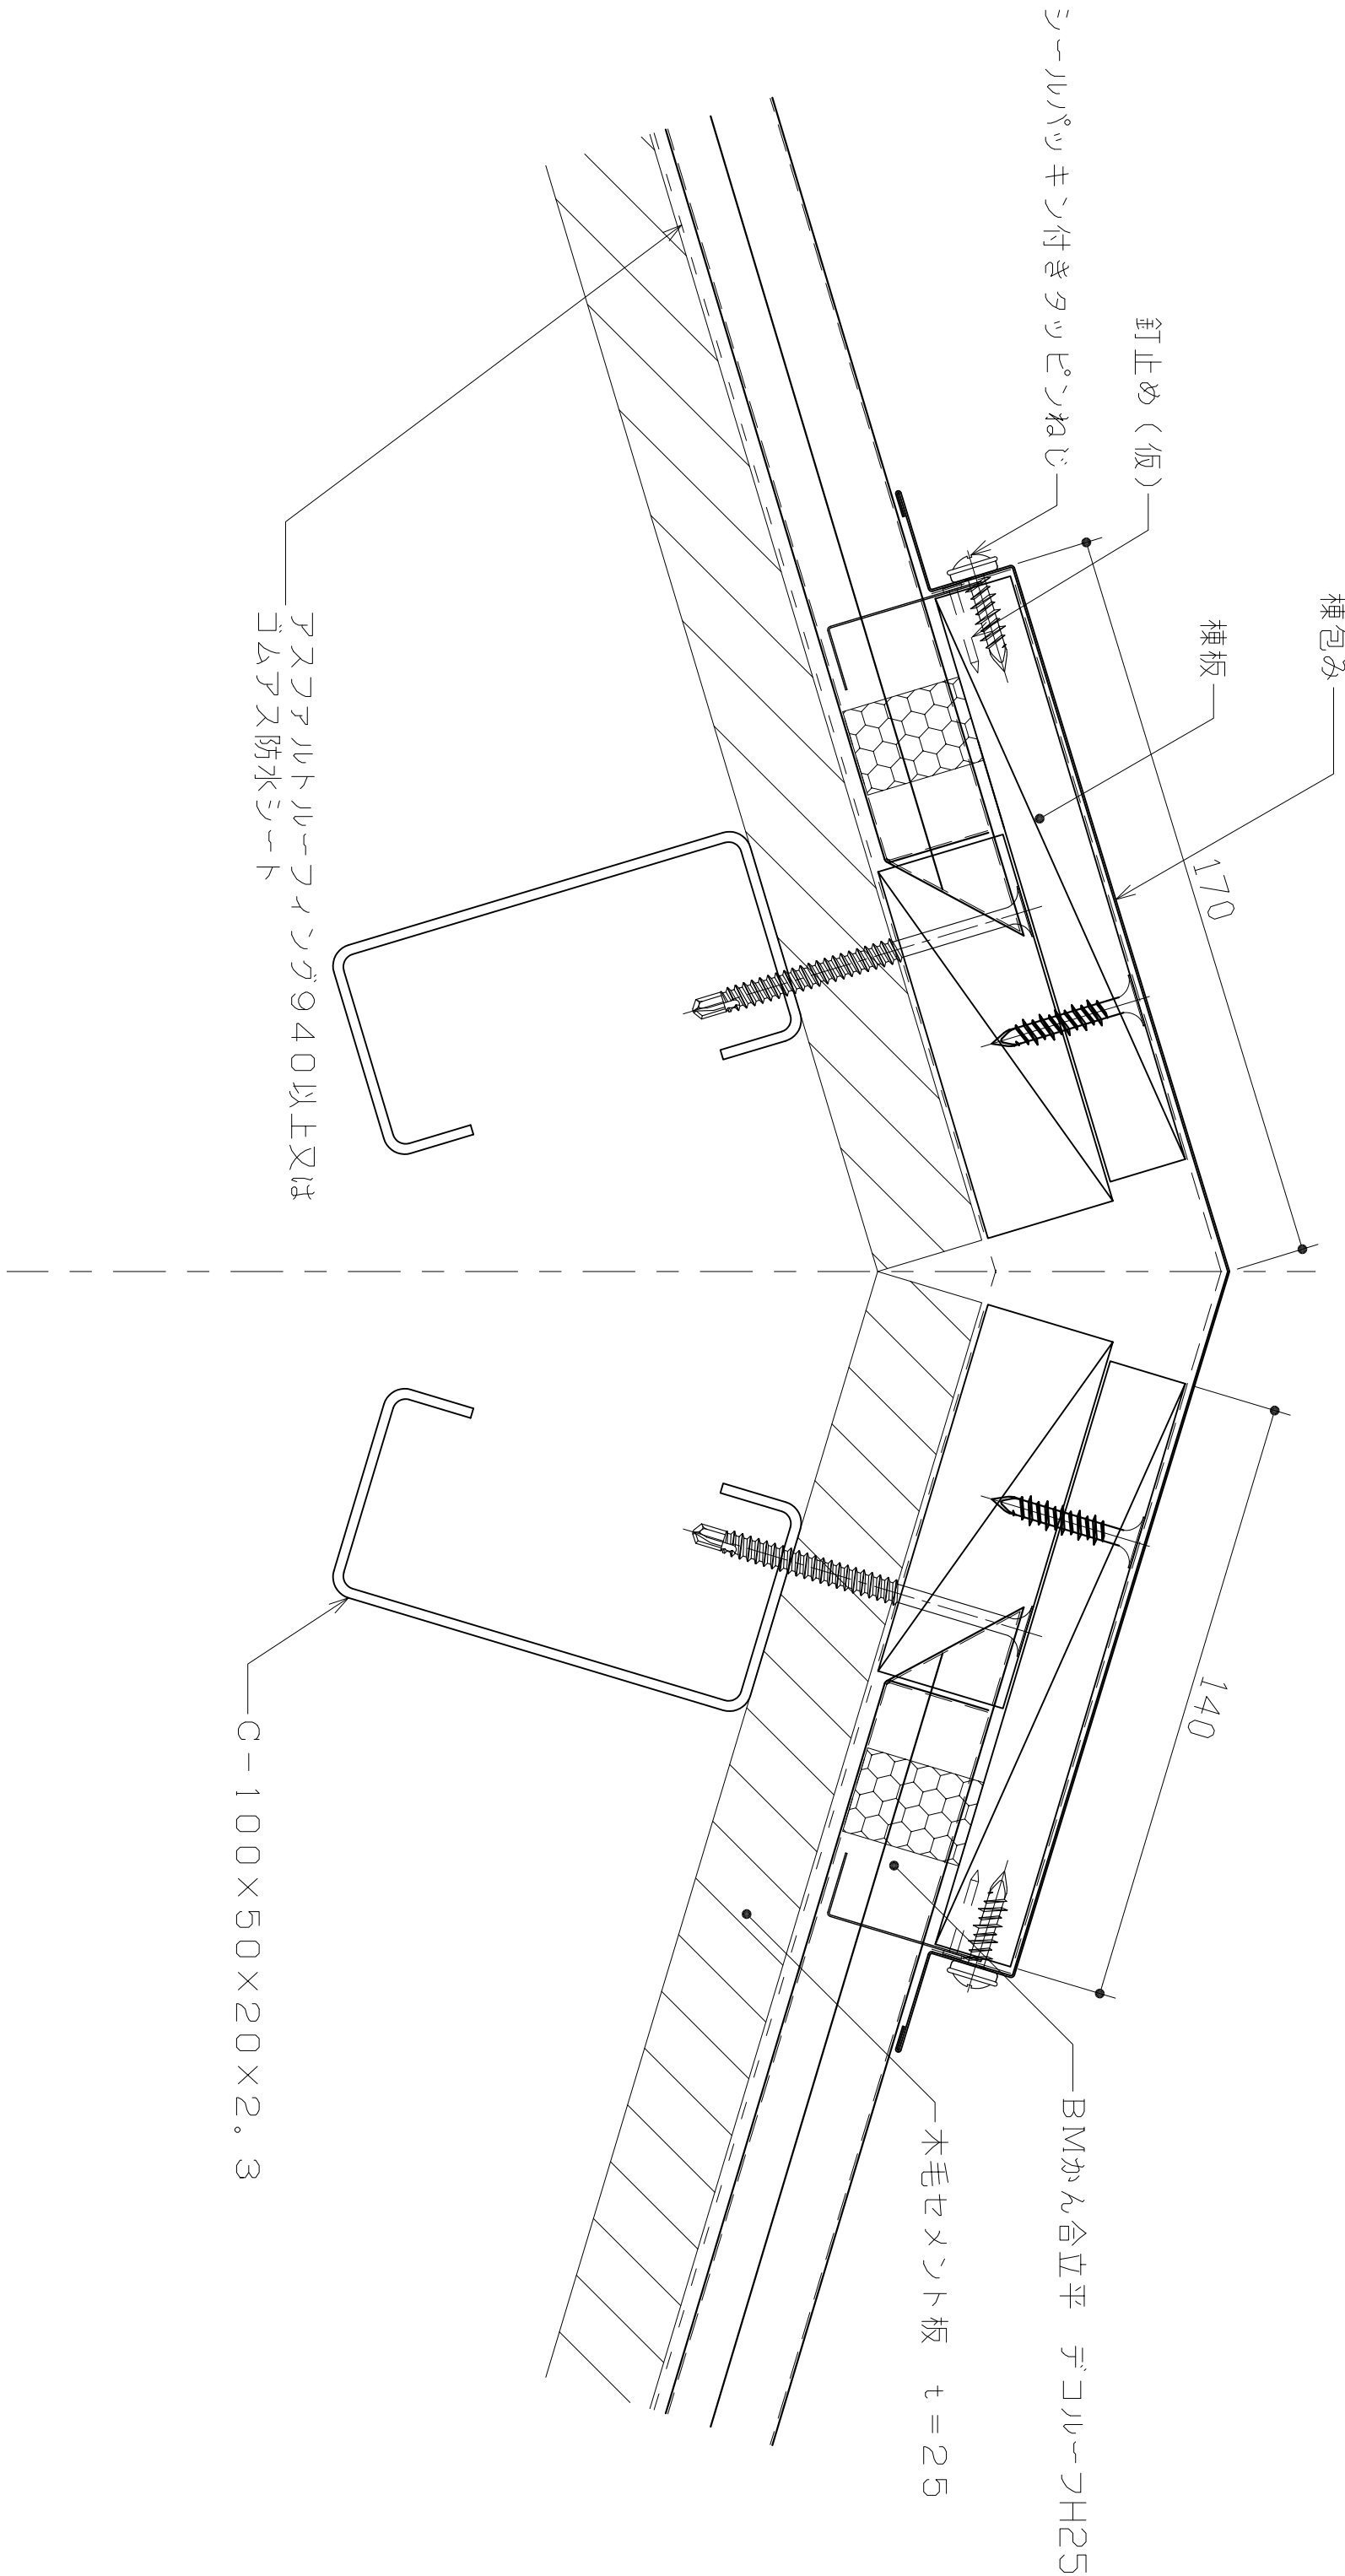 棟包み
棟板
釘止め（仮）
シールパッキン付きタッピンねじ
170
140
BMかん合立平　デコルーフH25
木毛セメント板　t＝25
アスファルトルーフィング940以上又は
ゴムアス防水シート
C－100×50×20×2.3